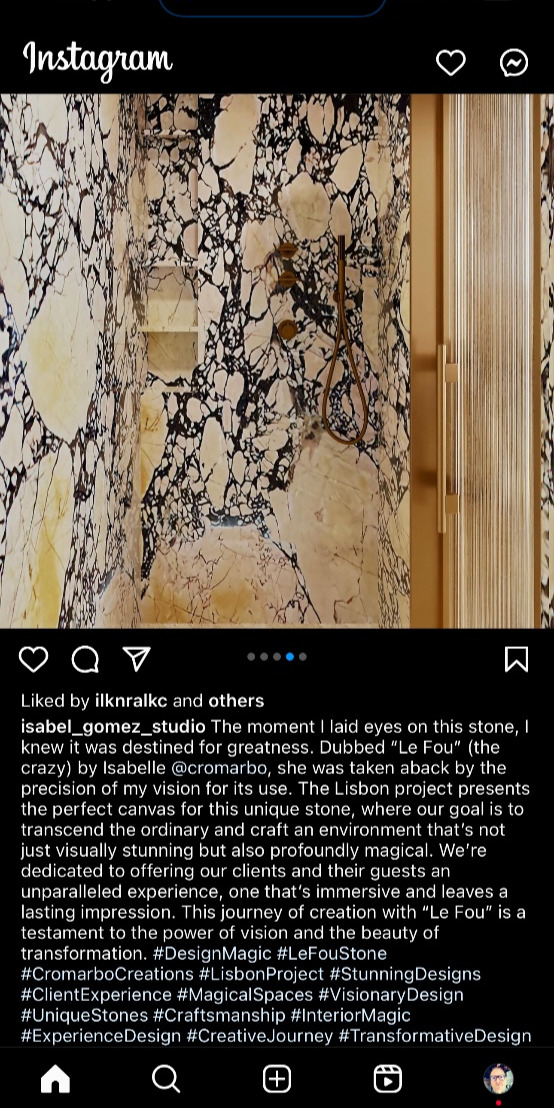 Instagram
Liked by ilknralkc and others
isabel_gomez_studio The moment I laid eyes on this stone, I
knew it was destined for greatness. Dubbed “Le Fou” (the
crazy) by Isabelle @cromarbo, she was taken aback by the
precision of my vision for its use. The Lisbon project presents
the perfect canvas for this unique stone, where our goal is to
transcend the ordinary and craft an environment that’s not
just visually stunning but also profoundly magical. We’re
dedicated to offering our clients and their guests an
unparalleled experience, one that’s immersive and leaves a
lasting impression. This journey of creation with “Le Fou” is a
testament to the power of vision and the beauty of
transformation. #DesignMagic #LeFouStone
#CromarboCreations #LisbonProject #StunningDesigns
#ClientExperience #MagicalSpaces #VisionaryDesign
#UniqueStones #Craftsmanship #InteriorMagic
#ExperienceDesign #CreativeJourney #TransformativeDesign